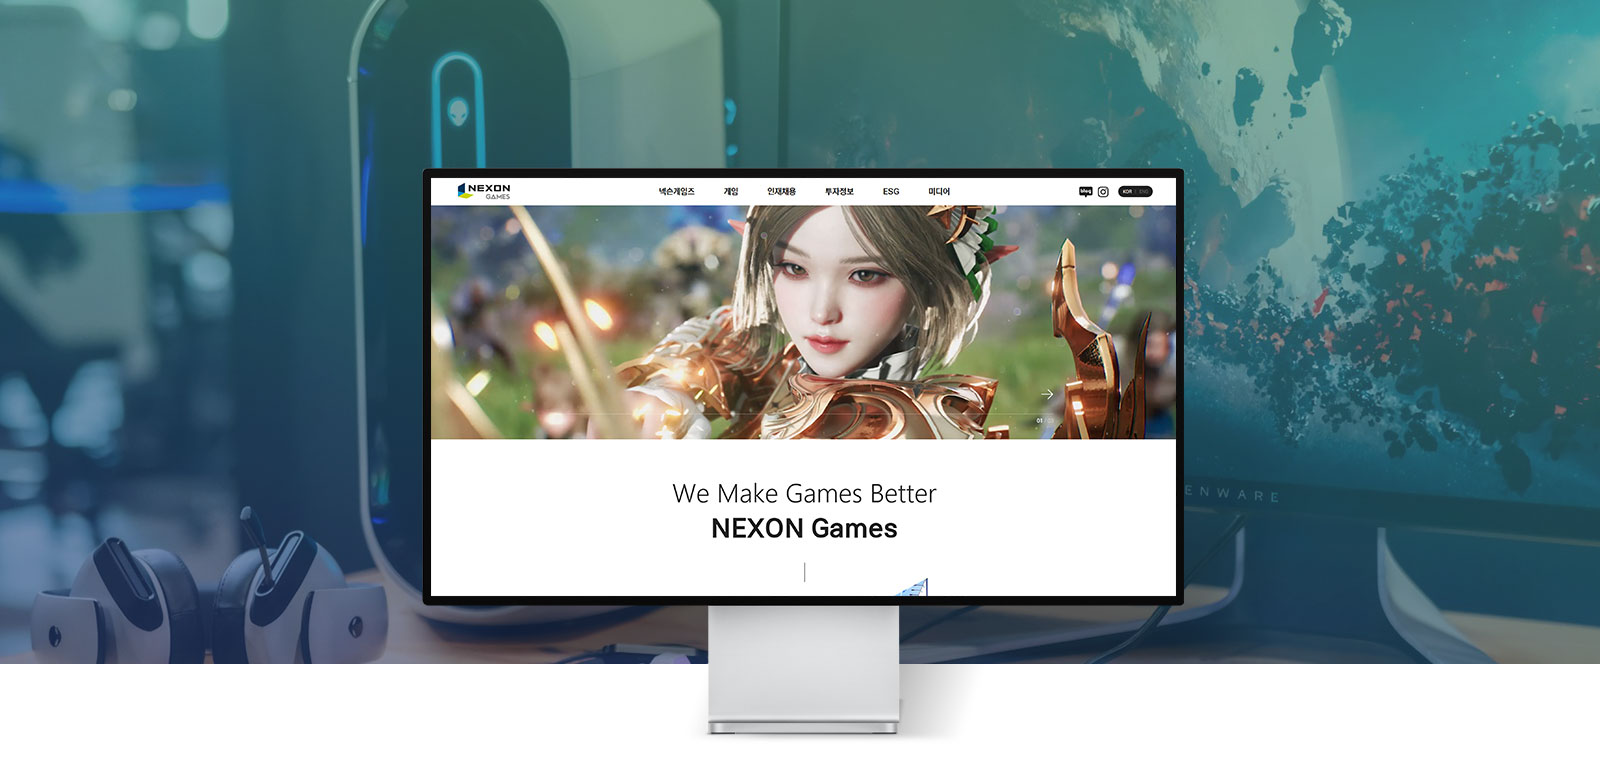 NEXON
GAMES
넥슨게임즈 게임 인재채용 투자정보 ESG 미디어
blog
KOR | ENG
01 / 03
ENWARE
We Make Games Better
NEXON Games